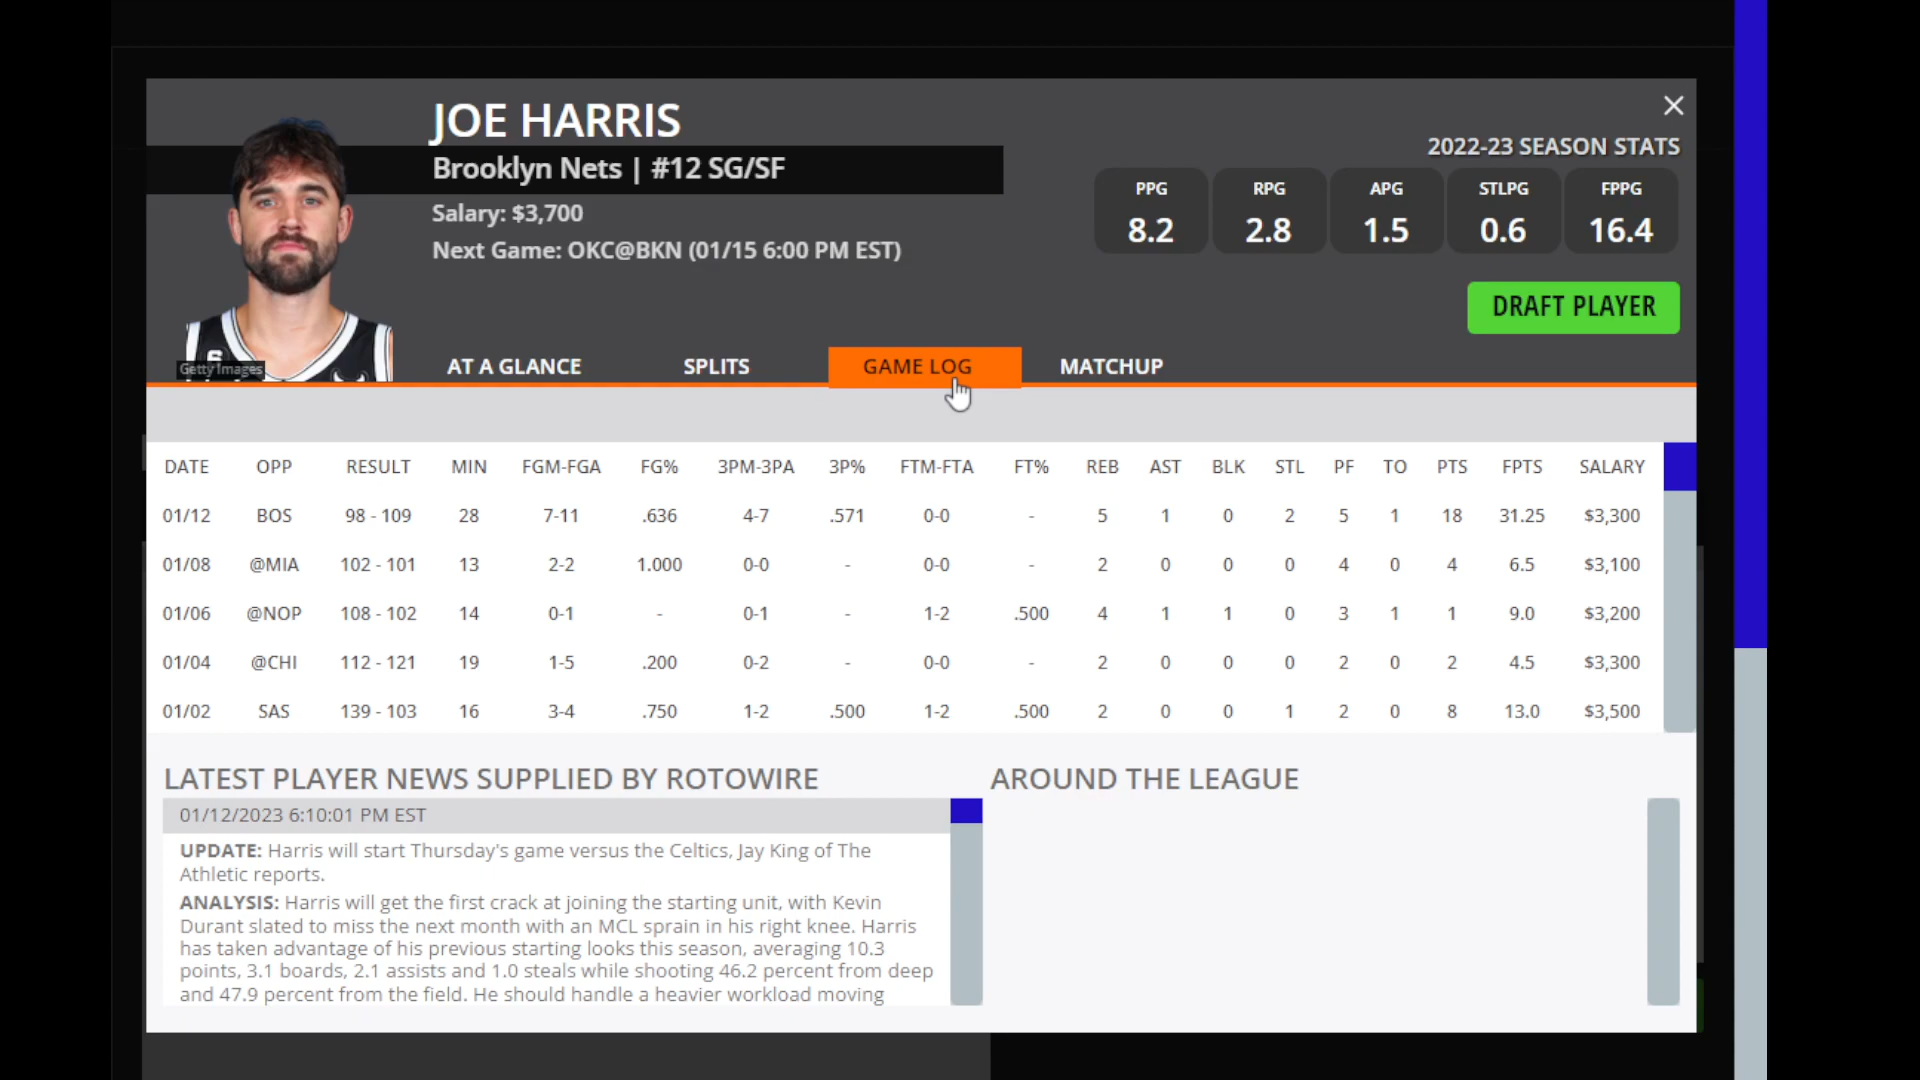 JOE HARRIS
Brooklyn Nets | #12 SG/SF
Salary: $3,700
Next Game: OKC@BKN (01/15 6:00 PM EST)
2022-23 SEASON STATS
PPG RPG APG STLPG FPPG
8.2 2.8 1.5 0.6 16.4
DRAFT PLAYER
Getty Images
AT A GLANCE SPLITS GAME LOG MATCHUP
DATE OPP RESULT MIN FGM-FGA FG% 3PM-3PA 3P% FTM-FTA FT% REB AST BLK STL PF TO PTS FPTS SALARY
01/12 BOS 98 - 109 28 7-11 .636 4-7 .571 0-0 - 5 1 0 2 5 1 18 31.25 $3,300
01/08 @MIA 102 - 101 13 2-2 1.000 0-0 - 0-0 - 2 0 0 0 4 0 4 6.5 $3,100
01/06 @NOP 108 - 102 14 0-1 - 0-1 - 1-2 .500 4 1 1 0 3 1 1 9.0 $3,200
01/04 @CHI 112 - 121 19 1-5 .200 0-2 - 0-0 - 2 0 0 0 2 0 2 4.5 $3,300
01/02 SAS 139 - 103 16 3-4 .750 1-2 .500 1-2 .500 2 0 0 1 2 0 8 13.0 $3,500
LATEST PLAYER NEWS SUPPLIED BY ROTOWIRE
01/12/2023 6:10:01 PM EST
UPDATE: Harris will start Thursday's game versus the Celtics, Jay King of The
Athletic reports.
ANALYSIS: Harris will get the first crack at joining the starting unit, with Kevin
Durant slated to miss the next month with an MCL sprain in his right knee. Harris
has taken advantage of his previous starting looks this season, averaging 10.3
points, 3.1 boards, 2.1 assists and 1.0 steals while shooting 46.2 percent from deep
and 47.9 percent from the field. He should handle a heavier workload moving
AROUND THE LEAGUE